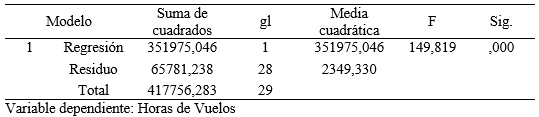 Modelo Suma de cuadrados gl Media cuadrática F Sig.
1 Regresión 351975,046 1 351975,046 149,819 ,000
Residuo 65781,238 28 2349,330
Total 417756,283 29
Variable dependiente: Horas de Vuelos